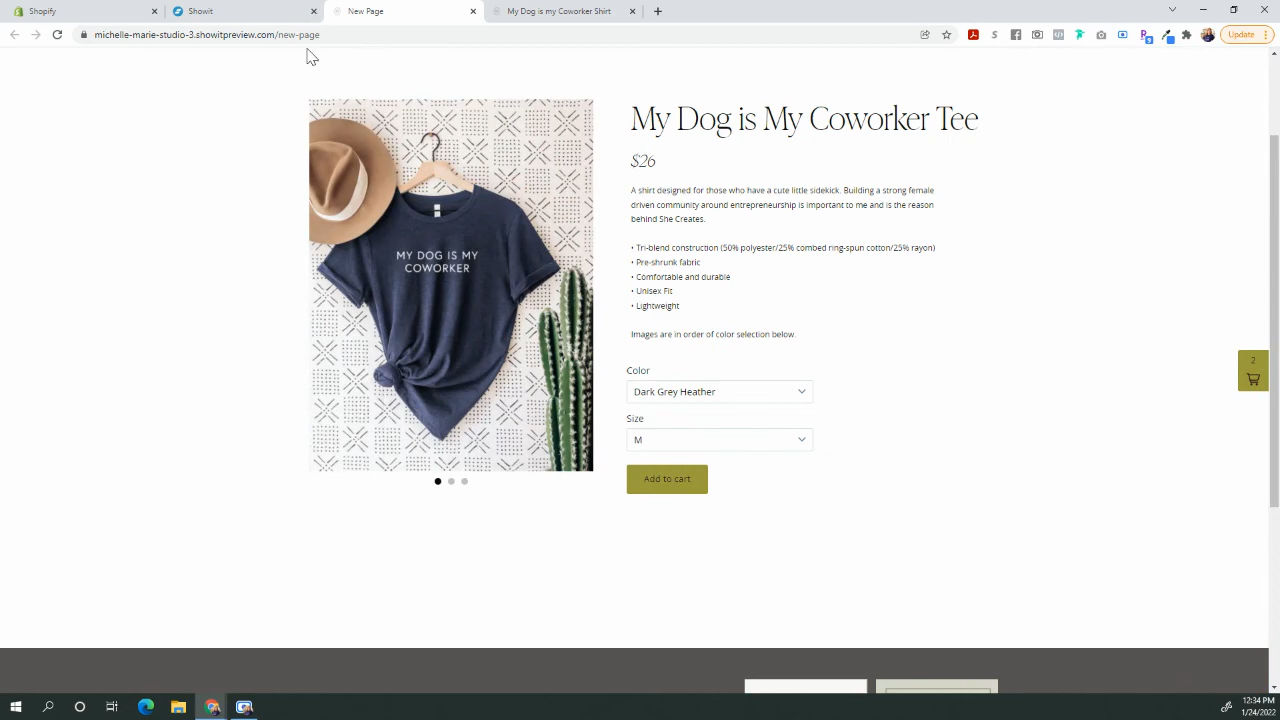 Shopify
Showit
New Page
My Dog is my Coworker Shirt
michelle-marie-studio-3.showitpreview.com/new-page
Update
My Dog is My Coworker Tee
$26
A shirt designed for those who have a cute little sidekick. Building a strong female
driven community around entrepreneurship is important to me and is the reason
behind She Creates.
• Tri-blend construction (50% polyester/25% combed ring-spun cotton/25% rayon)
• Pre-shrunk fabric
• Comfortable and durable
• Unisex Fit
• Lightweight
Images are in order of color selection below.
MY DOG IS MY
COWORKER
Color
Dark Grey Heather
Size
M
Add to cart
2
12:34 PM
1/24/2022